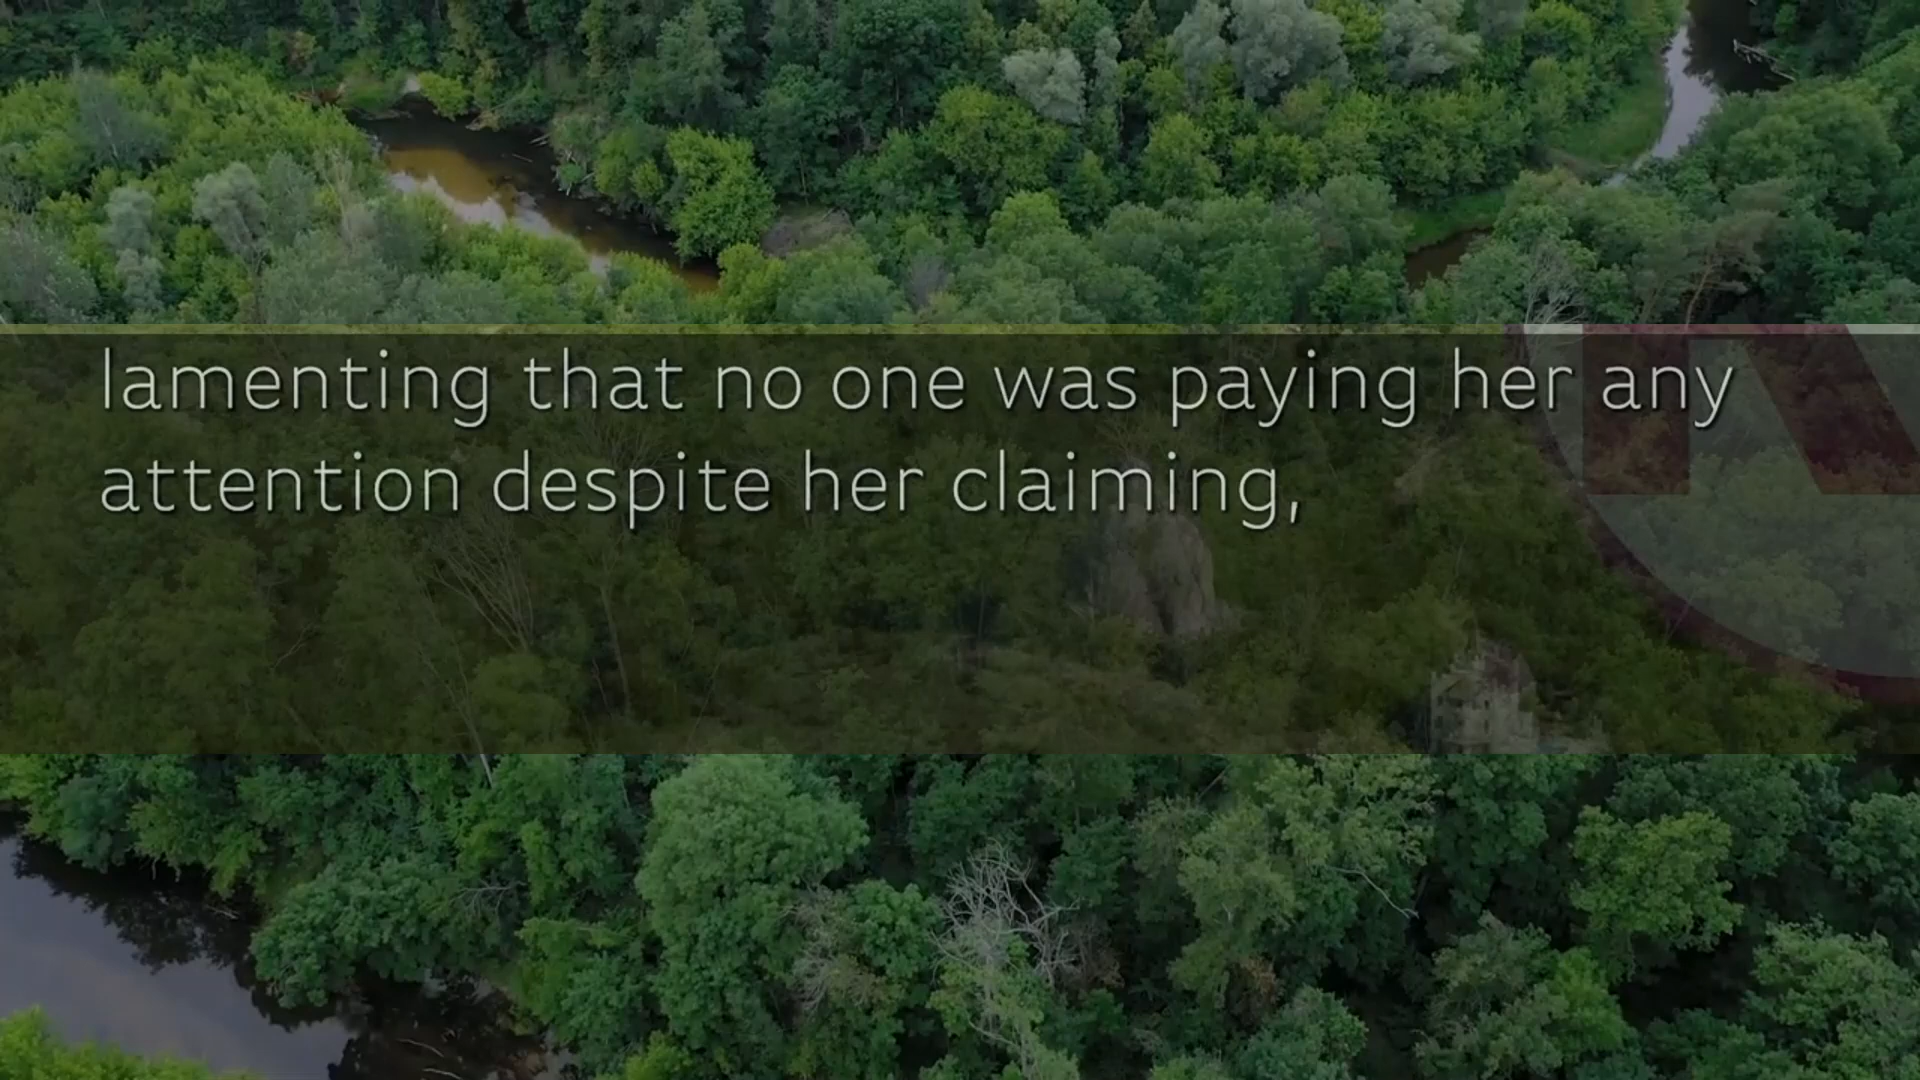 lamenting that no one was paying her any
attention despite her claiming,